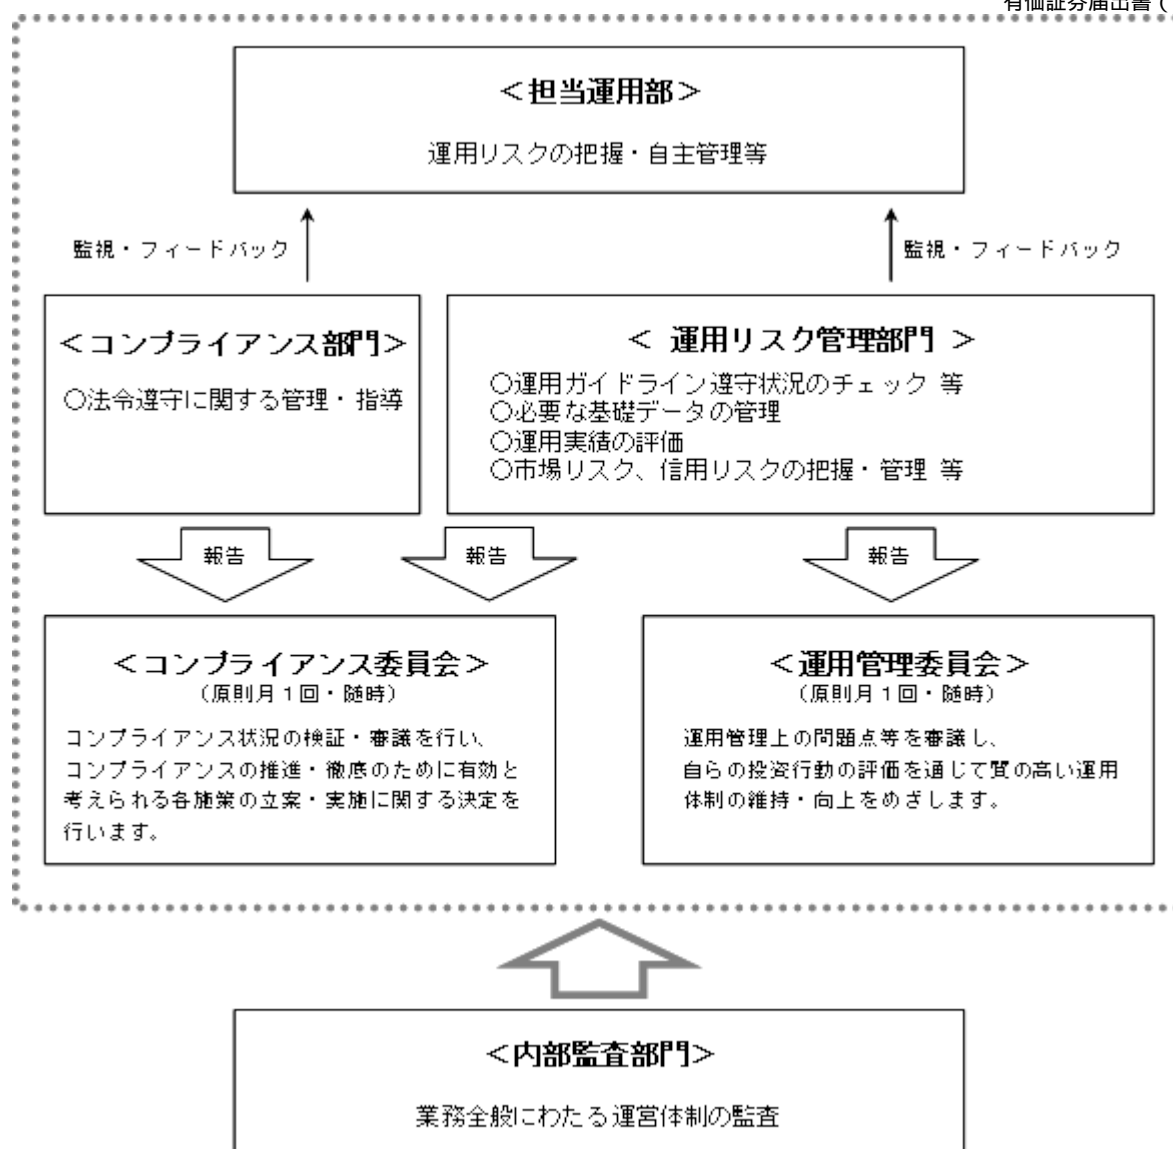 有価証券届出書（
＜担当運用部＞
運用リスクの把握・自主管理等
監視・フィードバック
監視・フィードバック
＜コンプライアンス部門＞
○法令遵守に関する管理・指導
＜ 運用リスク管理部門 ＞
○運用ガイドライン遵守状況のチェック 等
○必要な基礎データの管理
○運用実績の評価
○市場リスク、信用リスクの把握・管理 等
報告
報告
報告
＜コンプライアンス委員会＞
（原則月１回・随時）
コンプライアンス状況の検証・審議を行い、
コンプライアンスの推進・徹底のために有効と
考えられる各施策の立案・実施に関する決定を
行います。
＜運用管理委員会＞
（原則月１回・随時）
運用管理上の問題点等を審議し、
自らの投資行動の評価を通じて質の高い運用
体制の維持・向上をめざします。
＜内部監査部門＞
業務全般にわたる運営体制の監査